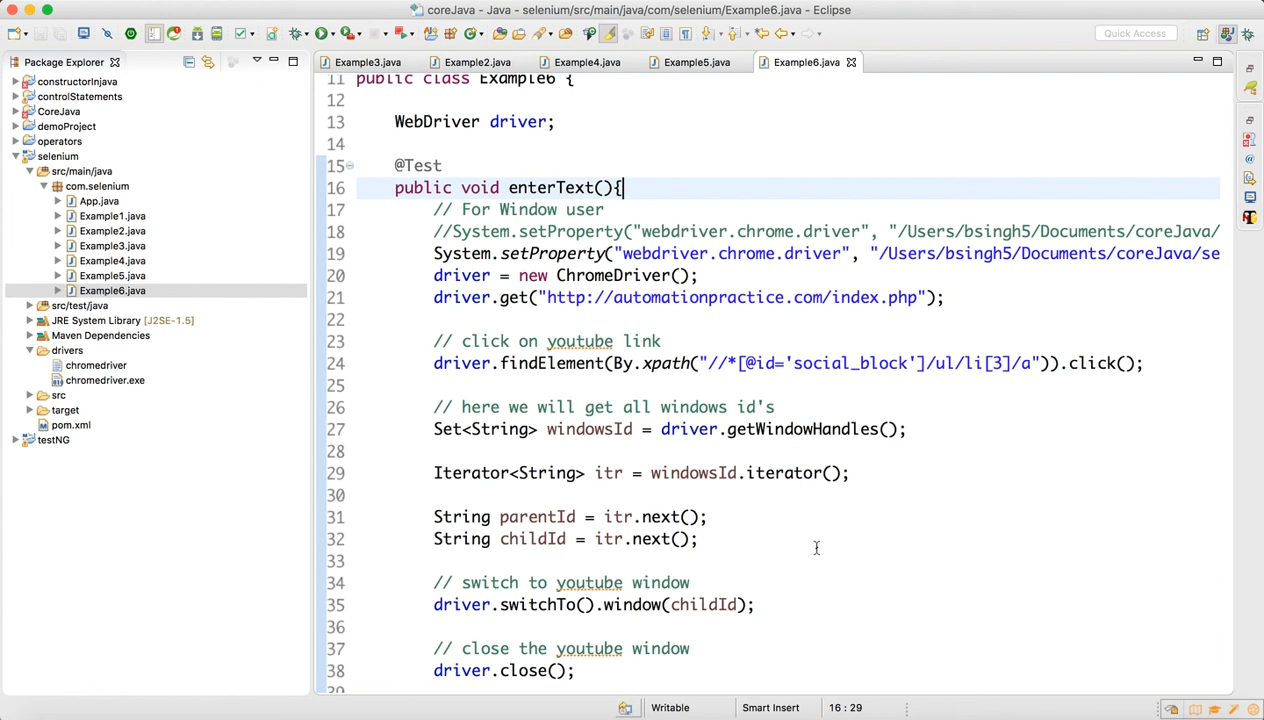 coreJava - Java - selenium/src/main/java/com/selenium/Example6.java - Eclipse
Quick Access
Package Explorer
Example3.java
Example2.java
Example4.java
Example5.java
Example6.java
constructorInjava
controlStatements
CoreJava
demoProject
operators
selenium
src/main/java
com.selenium
App.java
Example1.java
Example2.java
Example3.java
Example4.java
Example5.java
Example6.java
src/test/java
JRE System Library [J2SE-1.5]
Maven Dependencies
drivers
chromedriver
chromedriver.exe
src
target
pom.xml
testNG
11 public class Example6 {
12
13 WebDriver driver;
14
15 @Test
16 public void enterText(){
17 // For Window user
18 //System.setProperty("webdriver.chrome.driver", "/Users/bsingh5/Documents/coreJava/
19 System.setProperty("webdriver.chrome.driver", "/Users/bsingh5/Documents/coreJava/se
20 driver = new ChromeDriver();
21 driver.get("http://automationpractice.com/index.php");
22
23 // click on youtube link
24 driver.findElement(By.xpath("//*[@id='social_block']/ul/li[3]/a")).click();
25
26 // here we will get all windows id's
27 Set<String> windowsId = driver.getWindowHandles();
28
29 Iterator<String> itr = windowsId.iterator();
30
31 String parentId = itr.next();
32 String childId = itr.next();
33
34 // switch to youtube window
35 driver.switchTo().window(childId);
36
37 // close the youtube window
38 driver.close();
39
Writable
Smart Insert
16 : 29